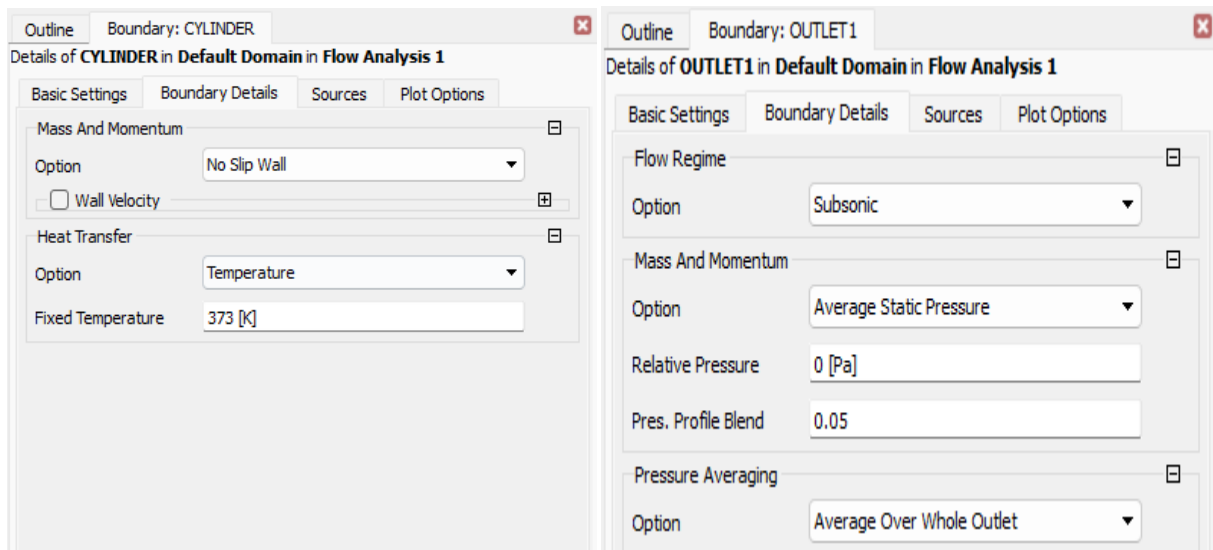 Outline Boundary: CYLINDER
Details of CYLINDER in Default Domain in Flow Analysis 1
Basic Settings Boundary Details Sources Plot Options
Mass And Momentum
Option No Slip Wall
Wall Velocity
Heat Transfer
Option Temperature
Fixed Temperature 373 [K]
Outline Boundary: OUTLET1
Details of OUTLET1 in Default Domain in Flow Analysis 1
Basic Settings Boundary Details Sources Plot Options
Flow Regime
Option Subsonic
Mass And Momentum
Option Average Static Pressure
Relative Pressure 0 [Pa]
Pres. Profile Blend 0.05
Pressure Averaging
Option Average Over Whole Outlet